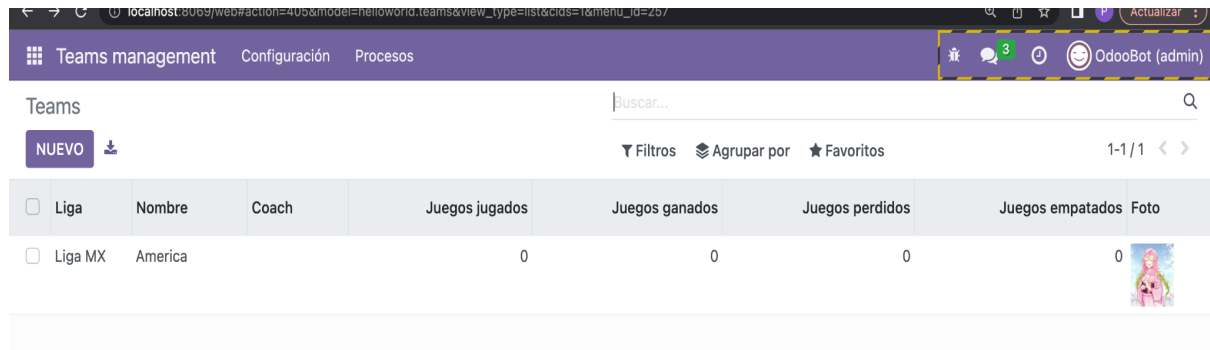 localhost:8069/web#action=405&model=helloworld.teams&view_type=list&cids=1&menu_id=257 P Actualizar
Teams management Configuración Procesos 3 OdooBot (admin)
Teams Buscar...
NUEVO Filtros Agrupar por Favoritos 1-1 / 1
Liga Nombre Coach Juegos jugados Juegos ganados Juegos perdidos Juegos empatados Foto
Liga MX America 0 0 0 0